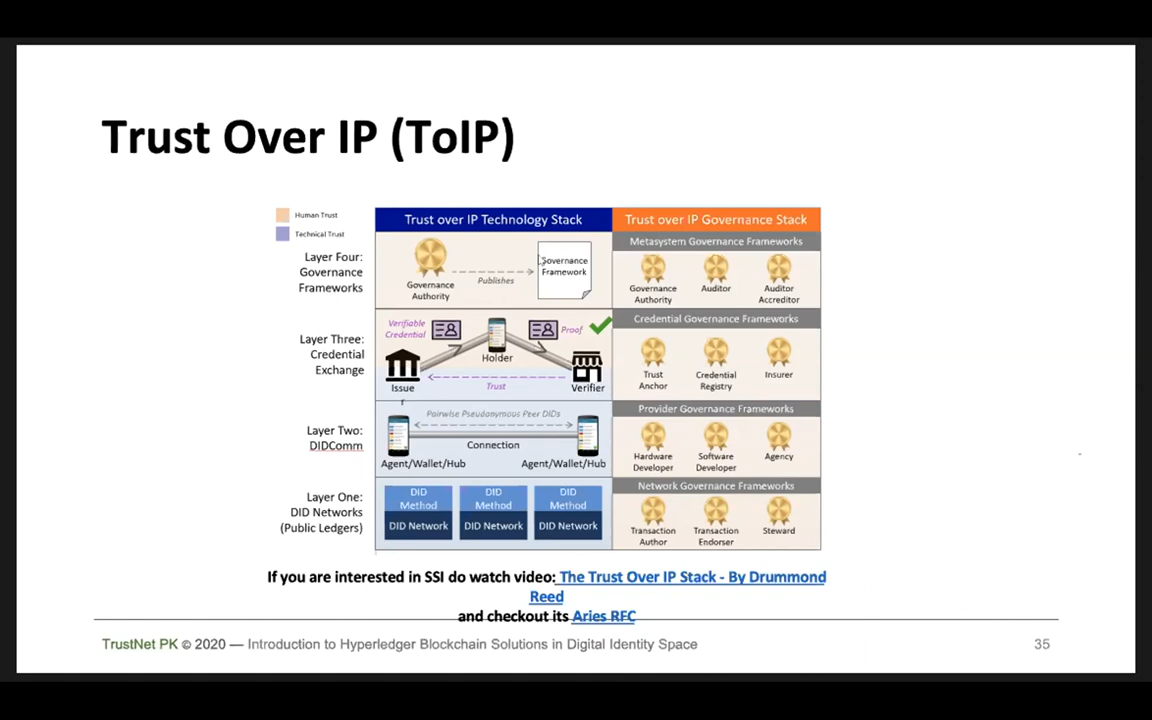 Trust Over IP (ToIP)
Human Trust
Technical Trust
Trust over IP Technology Stack
Trust over IP Governance Stack
Layer Four:
Governance
Frameworks
Governance
Authority
Publishes
Governance
Framework
Metasystem Governance Frameworks
Governance
Authority
Auditor
Auditor
Accreditor
Layer Three:
Credential
Exchange
Verifiable
Credential
Proof
Holder
Issue
r
Trust
Verifier
Credential Governance Frameworks
Trust
Anchor
Credential
Registry
Insurer
Layer Two:
DIDComm
Pairwise Pseudonymous Peer DIDs
Connection
Agent/Wallet/Hub
Agent/Wallet/Hub
Provider Governance Frameworks
Hardware
Developer
Software
Developer
Agency
Layer One:
DID Networks
(Public Ledgers)
DID
Method
DID Network
DID
Method
DID Network
DID
Method
DID Network
Network Governance Frameworks
Transaction
Author
Transaction
Endorser
Steward
If you are interested in SSI do watch video: The Trust Over IP Stack - By Drummond
Reed
and checkout its Aries RFC
TrustNet PK © 2020 — Introduction to Hyperledger Blockchain Solutions in Digital Identity Space
35